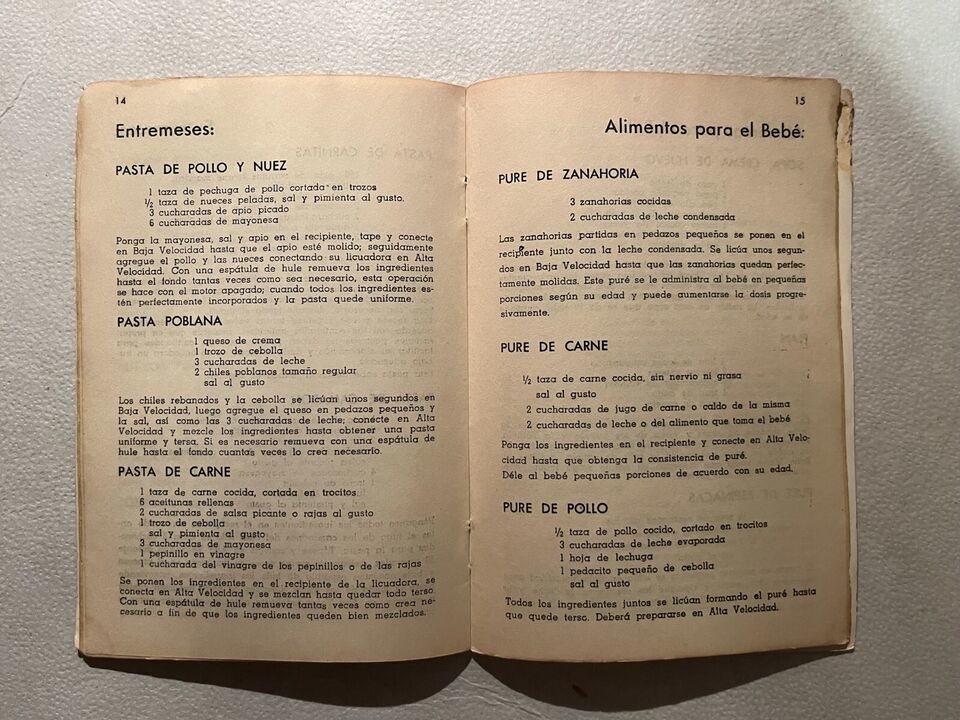 14
Entremeses:
PASTA DE POLLO Y NUEZ
1 taza de pechuga de pollo cortada en trozos
½ taza de nueces peladas, sal y pimienta al gusto.
3 cucharadas de apio picado
6 cucharadas de mayonesa
Ponga la mayonesa, sal y apio en el recipiente, tape y conecte
en Baja Velocidad hasta que el apio esté molido; seguidamente
agregue el pollo y las nueces conectando su licuadora en Alta
Velocidad. Con una espátula de hule remueva los ingredientes
hasta el fondo tantas veces como sea necesario, esta operación
se hace con el motor apagado; cuando todos los ingredientes es-
tén perfectamente incorporados y la pasta quede uniforme.
PASTA POBLANA
1 queso de crema
1 trozo de cebolla
3 cucharadas de leche
2 chiles poblanos tamaño regular
sal al gusto
Los chiles rebanados y la cebolla se licúan unos segundos en
Baja Velocidad, luego agregue el queso en pedazos pequeños y
la sal, así como las 3 cucharadas de leche; conécte en Alta
Velocidad y mezcle los ingredientes hasta obtener una pasta
uniforme y tersa. Si es necesario remueva con una espátula de
hule hasta el fondo cuantas veces lo crea necesario.
PASTA DE CARNE
1 taza de carne cocida, cortada en trocitos
6 aceitunas rellenas
2 cucharadas de salsa picante o rajas al gusto
1 trozo de cebolla
sal y pimienta al gusto
3 cucharadas de mayonesa
1 pepinillo en vinagre
1 cucharada del vinagre de los pepinillos o de las rajas
Se ponen los ingredientes en el recipiente de la licuadora, se
conecta en Alta Velocidad y se mezclan hasta quedar todo terso.
Con una espátula de hule remueva tantas veces como crea ne-
cesario a fin de que los ingredientes queden bien mezclados.
15
Alimentos para el Bebé:
PURE DE ZANAHORIA
3 zanahorias cocidas
2 cucharadas de leche condensada
Las zanahorias partidas en pedazos pequeños se ponen en el
recipiente junto con la leche condensada. Se licúa unos segun-
dos en Baja Velocidad hasta que las zanahorias quedan perfec-
tamente molidas. Este puré se le administra al bebé en pequeñas
porciones según su edad y puede aumentarse la dosis progre-
sivamente.
PURE DE CARNE
½ taza de carne cocida, sin nervio ni grasa
sal al gusto
2 cucharadas de jugo de carne o caldo de la misma
2 cucharadas de leche o del alimento que toma el bebé
Ponga los ingredientes en el recipiente y conecte en Alta Velo-
cidad hasta que obtenga la consistencia de puré.
Déle al bebé pequeñas porciones de acuerdo con su edad.
PURE DE POLLO
½ taza de pollo cocido, cortado en trocitos
3 cucharadas de leche evaporada
1 hoja de lechuga
1 pedacito pequeño de cebolla
sal al gusto
Todos los ingredientes juntos se licúan formando el puré hasta
que quede terso. Deberá prepararse en Alta Velocidad.